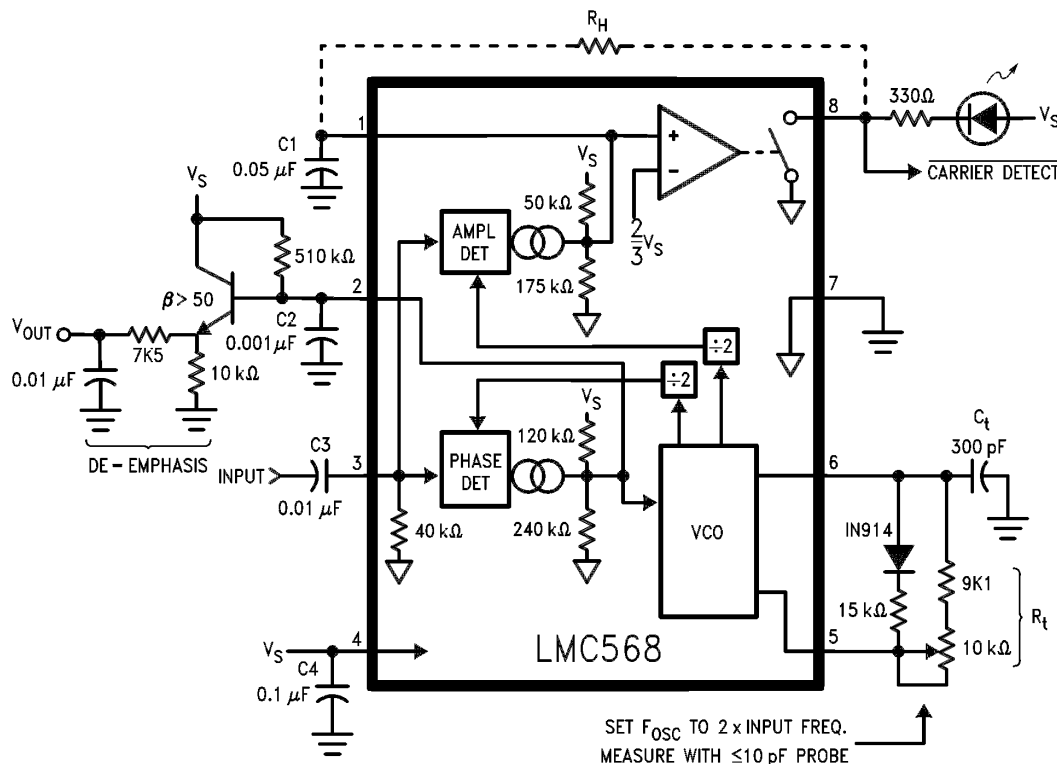 R_H
1
C1
0.05 µF
V_S
510 kΩ
β > 50
2
C2
0.001 µF
V_OUT
7K5
10 kΩ
0.01 µF
DE – EMPHASIS
INPUT
C3
0.01 µF
3
40 kΩ
V_S
4
C4
0.1 µF
AMPL
DET
V_S
50 kΩ
175 kΩ
+
−
2/3 V_S
÷2
÷2
PHASE
DET
V_S
120 kΩ
240 kΩ
VCO
LMC568
8
330Ω
V_S
CARRIER DETECT
7
6
C_t
300 pF
IN914
15 kΩ
9K1
10 kΩ
R_t
5
SET F_OSC TO 2 x INPUT FREQ.
MEASURE WITH ≤10 pF PROBE